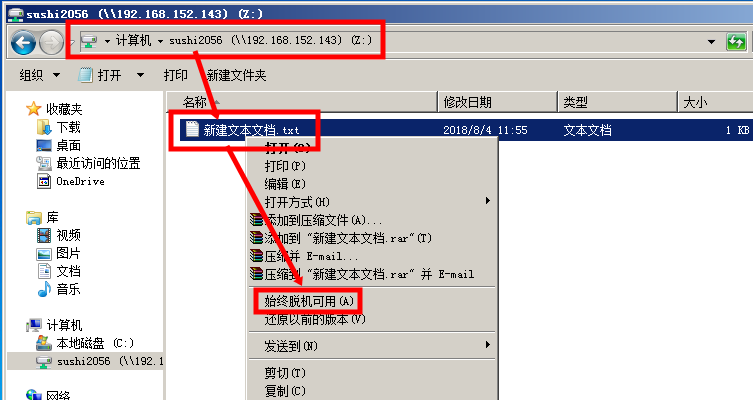 sushi2056 (\\192.168.152.143) (Z:)
计算机 sushi2056 (\\192.168.152.143) (Z:)
组织 打开 打印 新建文件夹
名称 修改日期 类型 大小
新建文本文档.txt 2018/8/4 11:55 文本文档 1 KB
收藏夹
下载
桌面
最近访问的位置
OneDrive
库
视频
图片
文档
音乐
计算机
本地磁盘 (C:)
sushi2056 (\\192.1
网络
打开(O)
打印(P)
编辑(E)
打开方式(H)
添加到压缩文件(A)...
添加到 "新建文本文档.rar"(T)
压缩并 E-mail...
压缩到 "新建文本文档.rar" 并 E-mail
始终脱机可用(A)
还原以前的版本(V)
发送到(N)
剪切(T)
复制(C)